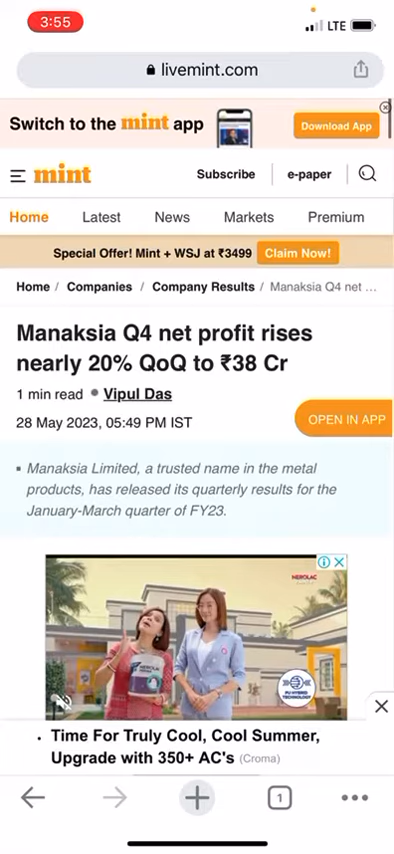 3:55
LTE
livemint.com
Switch to the mint app
Download App
mint
Subscribe
e-paper
Home
Latest
News
Markets
Premium
Special Offer! Mint + WSJ at ₹3499
Claim Now!
Home / Companies / Company Results / Manaksia Q4 net ...
Manaksia Q4 net profit rises
nearly 20% QoQ to ₹38 Cr
1 min read • Vipul Das
28 May 2023, 05:49 PM IST
OPEN IN APP
Manaksia Limited, a trusted name in the metal
products, has released its quarterly results for the
January-March quarter of FY23.
NEROLAC
NEROLAC
PU HYBRID
TECHNOLOGY
Time For Truly Cool, Cool Summer,
Upgrade with 350+ AC's (Croma)
1